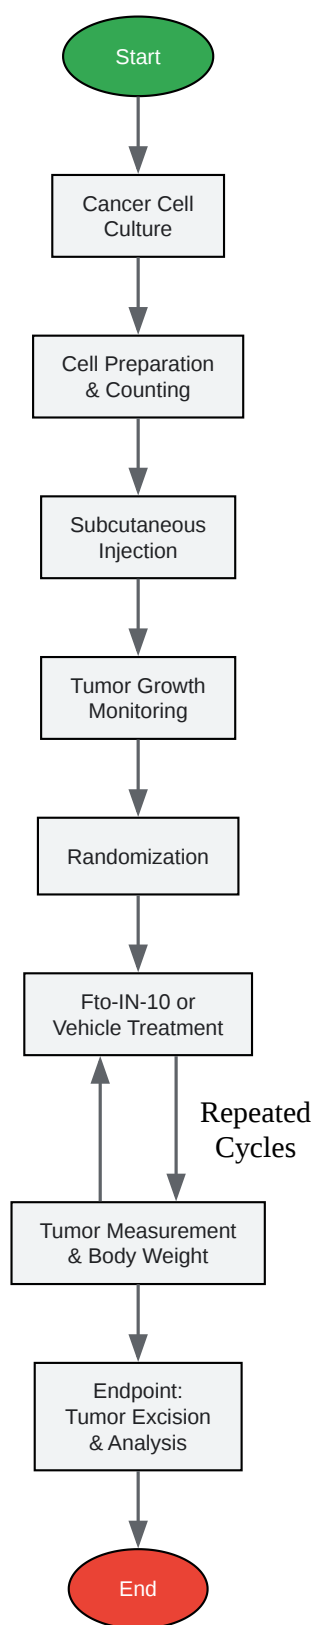 Start
Cancer Cell
Culture
Cell Preparation
& Counting
Subcutaneous
Injection
Tumor Growth
Monitoring
Randomization
Fto-IN-10 or
Vehicle Treatment
Repeated
Cycles
Tumor Measurement
& Body Weight
Endpoint:
Tumor Excision
& Analysis
End